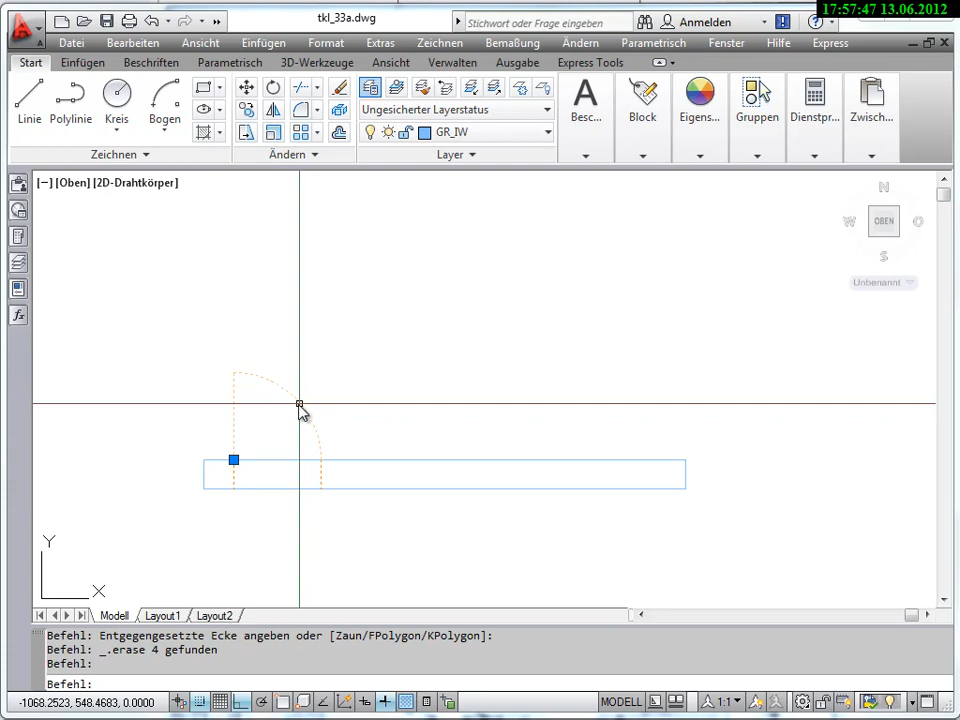 17:57:47 13.06.2012
tkl_33a.dwg
Stichwort oder Frage eingeben
Anmelden
Datei Bearbeiten Ansicht Einfügen Format Extras Zeichnen Bemaßung Ändern Parametrisch Fenster Hilfe Express
Start Einfügen Beschriften Parametrisch 3D-Werkzeuge Ansicht Verwalten Ausgabe Express Tools
Linie Polylinie Kreis Bogen
Ungesicherter Layerstatus
GR_IW
Besc... Block Eigens... Gruppen Dienstpr... Zwisch...
Zeichnen Ändern Layer
[−] [Oben] [2D-Drahtkörper]
N
W OBEN O
S
Unbenannt
Y
X
Modell Layout1 Layout2
Befehl: Entgegengesetzte Ecke angeben oder [Zaun/FPolygon/KPolygon]:
Befehl: _.erase 4 gefunden
Befehl:
Befehl:
-1068.2523, 548.4683, 0.0000
MODELL 1:1